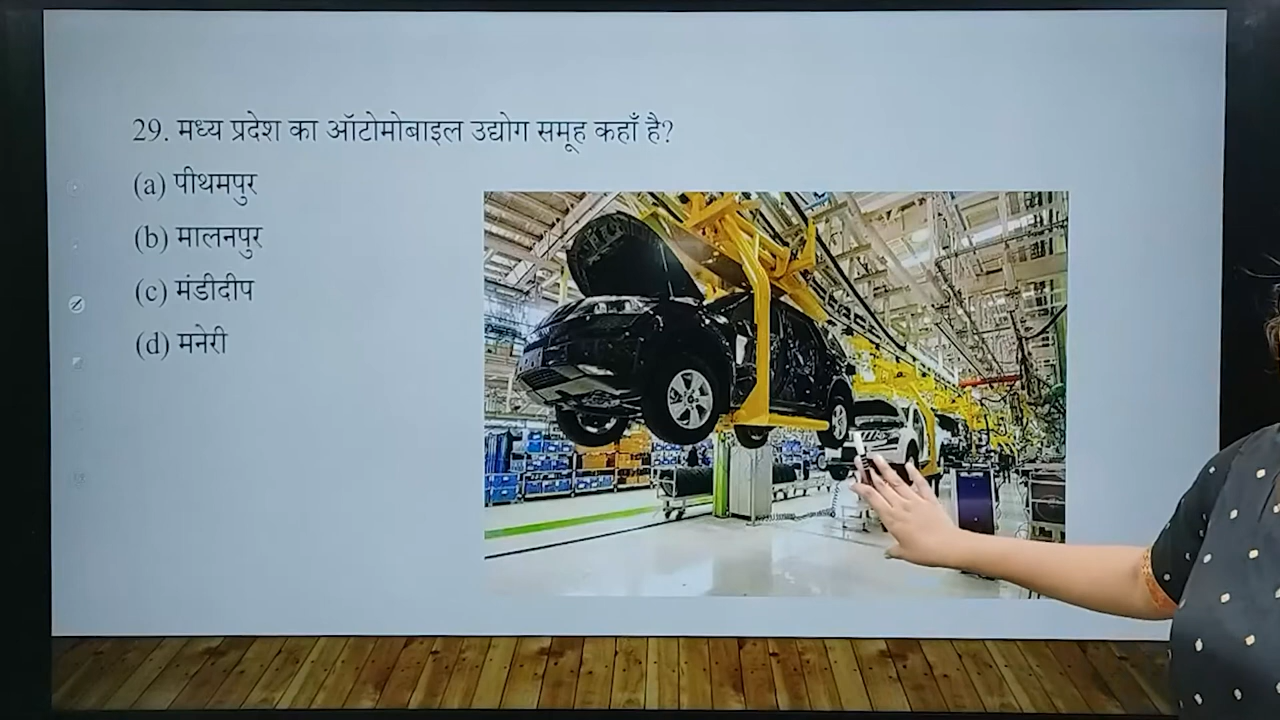 29. मध्य प्रदेश का ऑटोमोबाइल उद्योग समूह कहाँ है?
(a) पीथमपुर
(b) मालनपुर
(c) मंडीदीप
(d) मनेरी